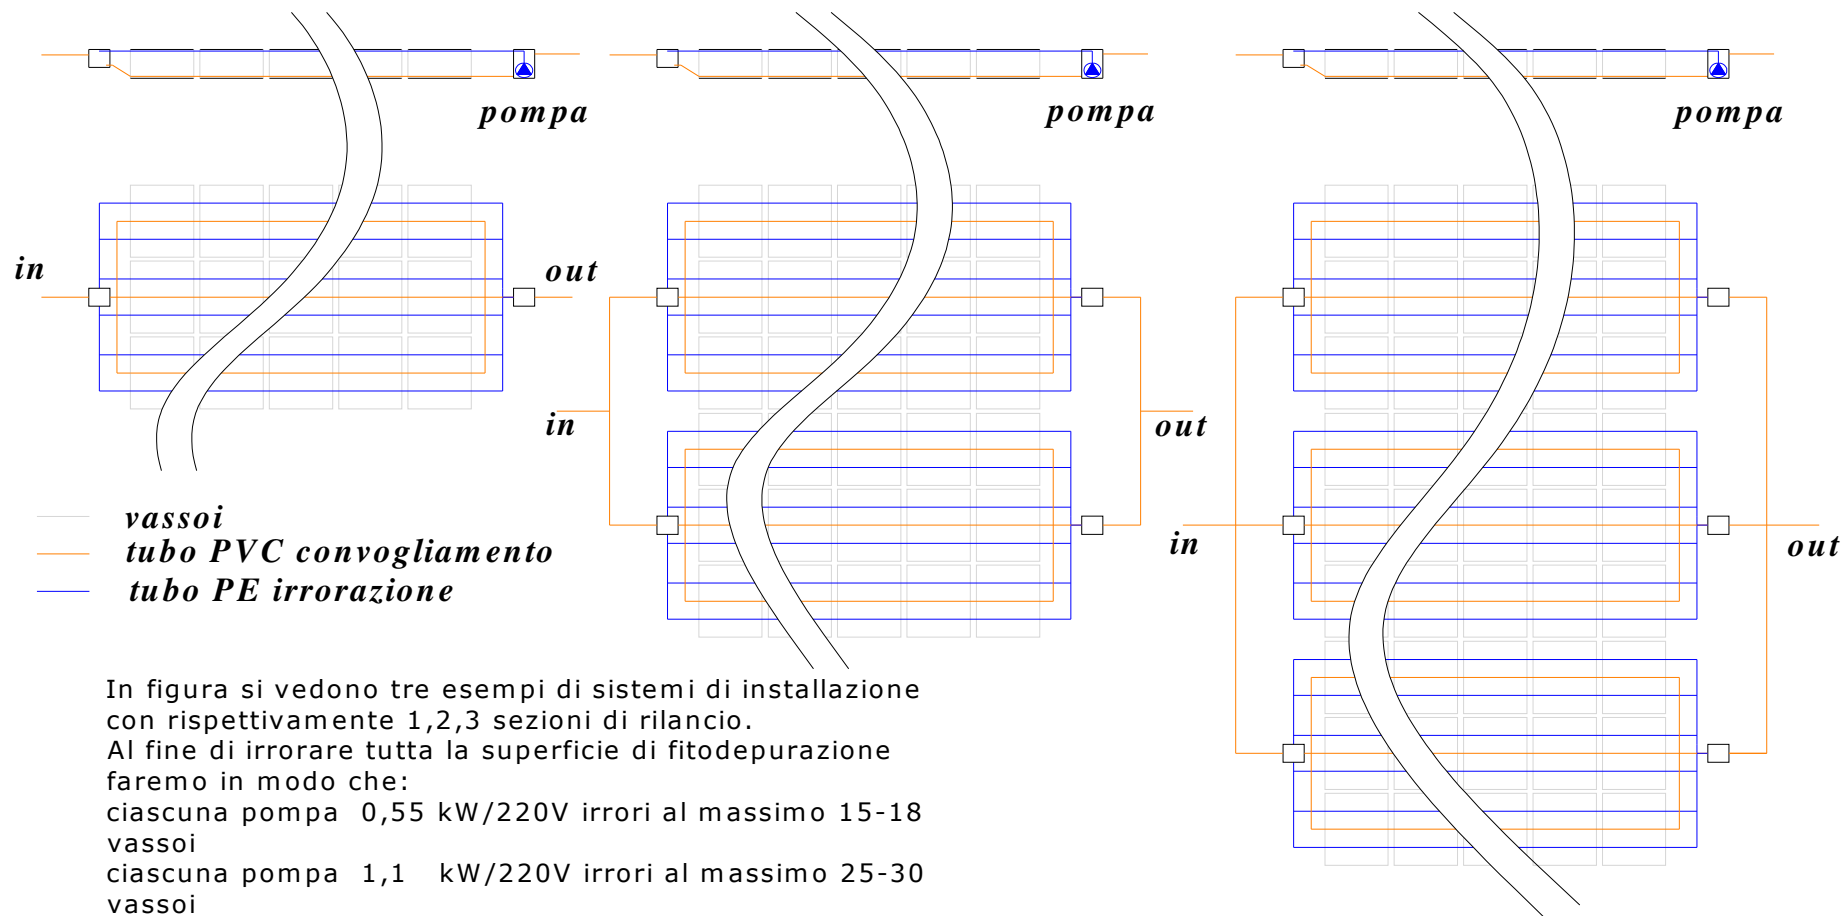 pompa
pompa
pompa
in
out
in
out
in
out
vassoi
tubo PVC convogliamento
tubo PE irrorazione
In figura si vedono tre esempi di sistemi di installazione
con rispettivamente 1,2,3 sezioni di rilancio.
Al fine di irrorare tutta la superficie di fitodepurazione
faremo in modo che:
ciascuna pompa 0,55 kW/220V irrori al massimo 15-18
vassoi
ciascuna pompa 1,1 kW/220V irrori al massimo 25-30
vassoi